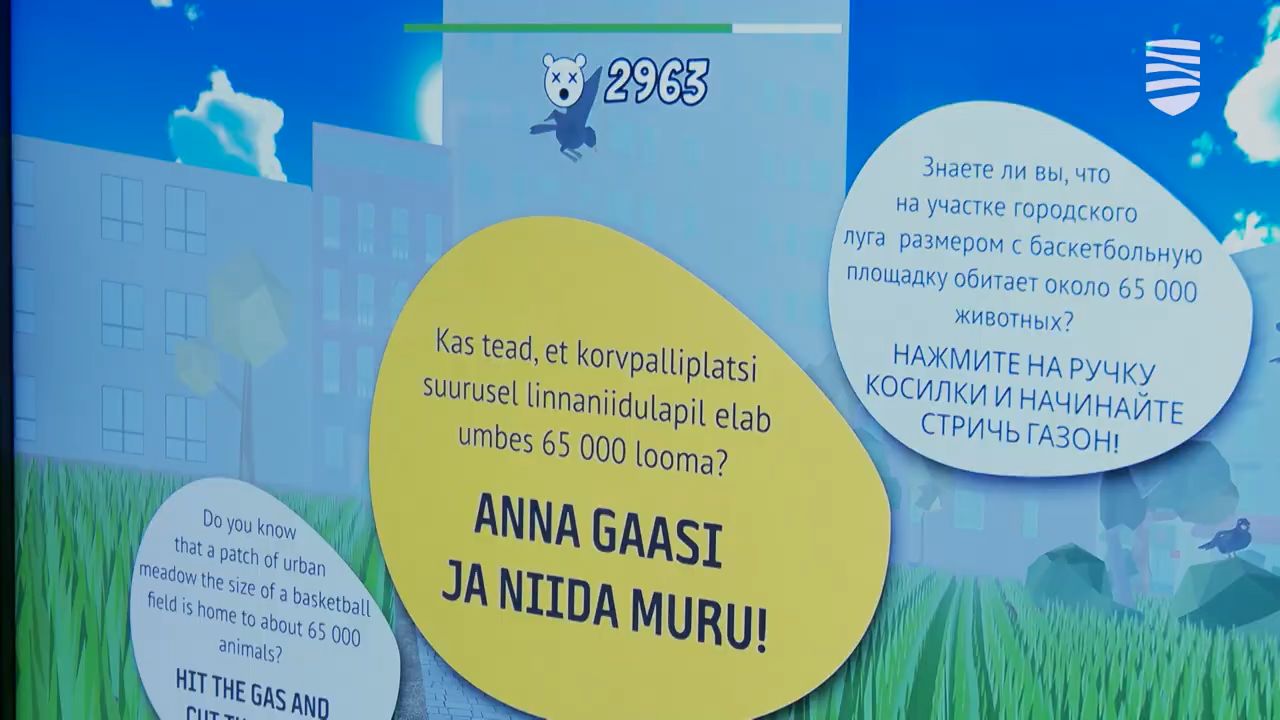 2963
Знаете ли вы, что
на участке городского
луга размером с баскетбольную
площадку обитает около 65 000
животных?
НАЖМИТЕ НА РУЧКУ
КОСИЛКИ И НАЧИНАЙТЕ
СТРИЧЬ ГАЗОН!
Kas tead, et korvpalliplatsi
suurusel linnaniidulapil elab
umbes 65 000 looma?
ANNA GAASI
JA NIIDA MURU!
Do you know
that a patch of urban
meadow the size of a basketball
field is home to about 65 000
animals?
HIT THE GAS AND